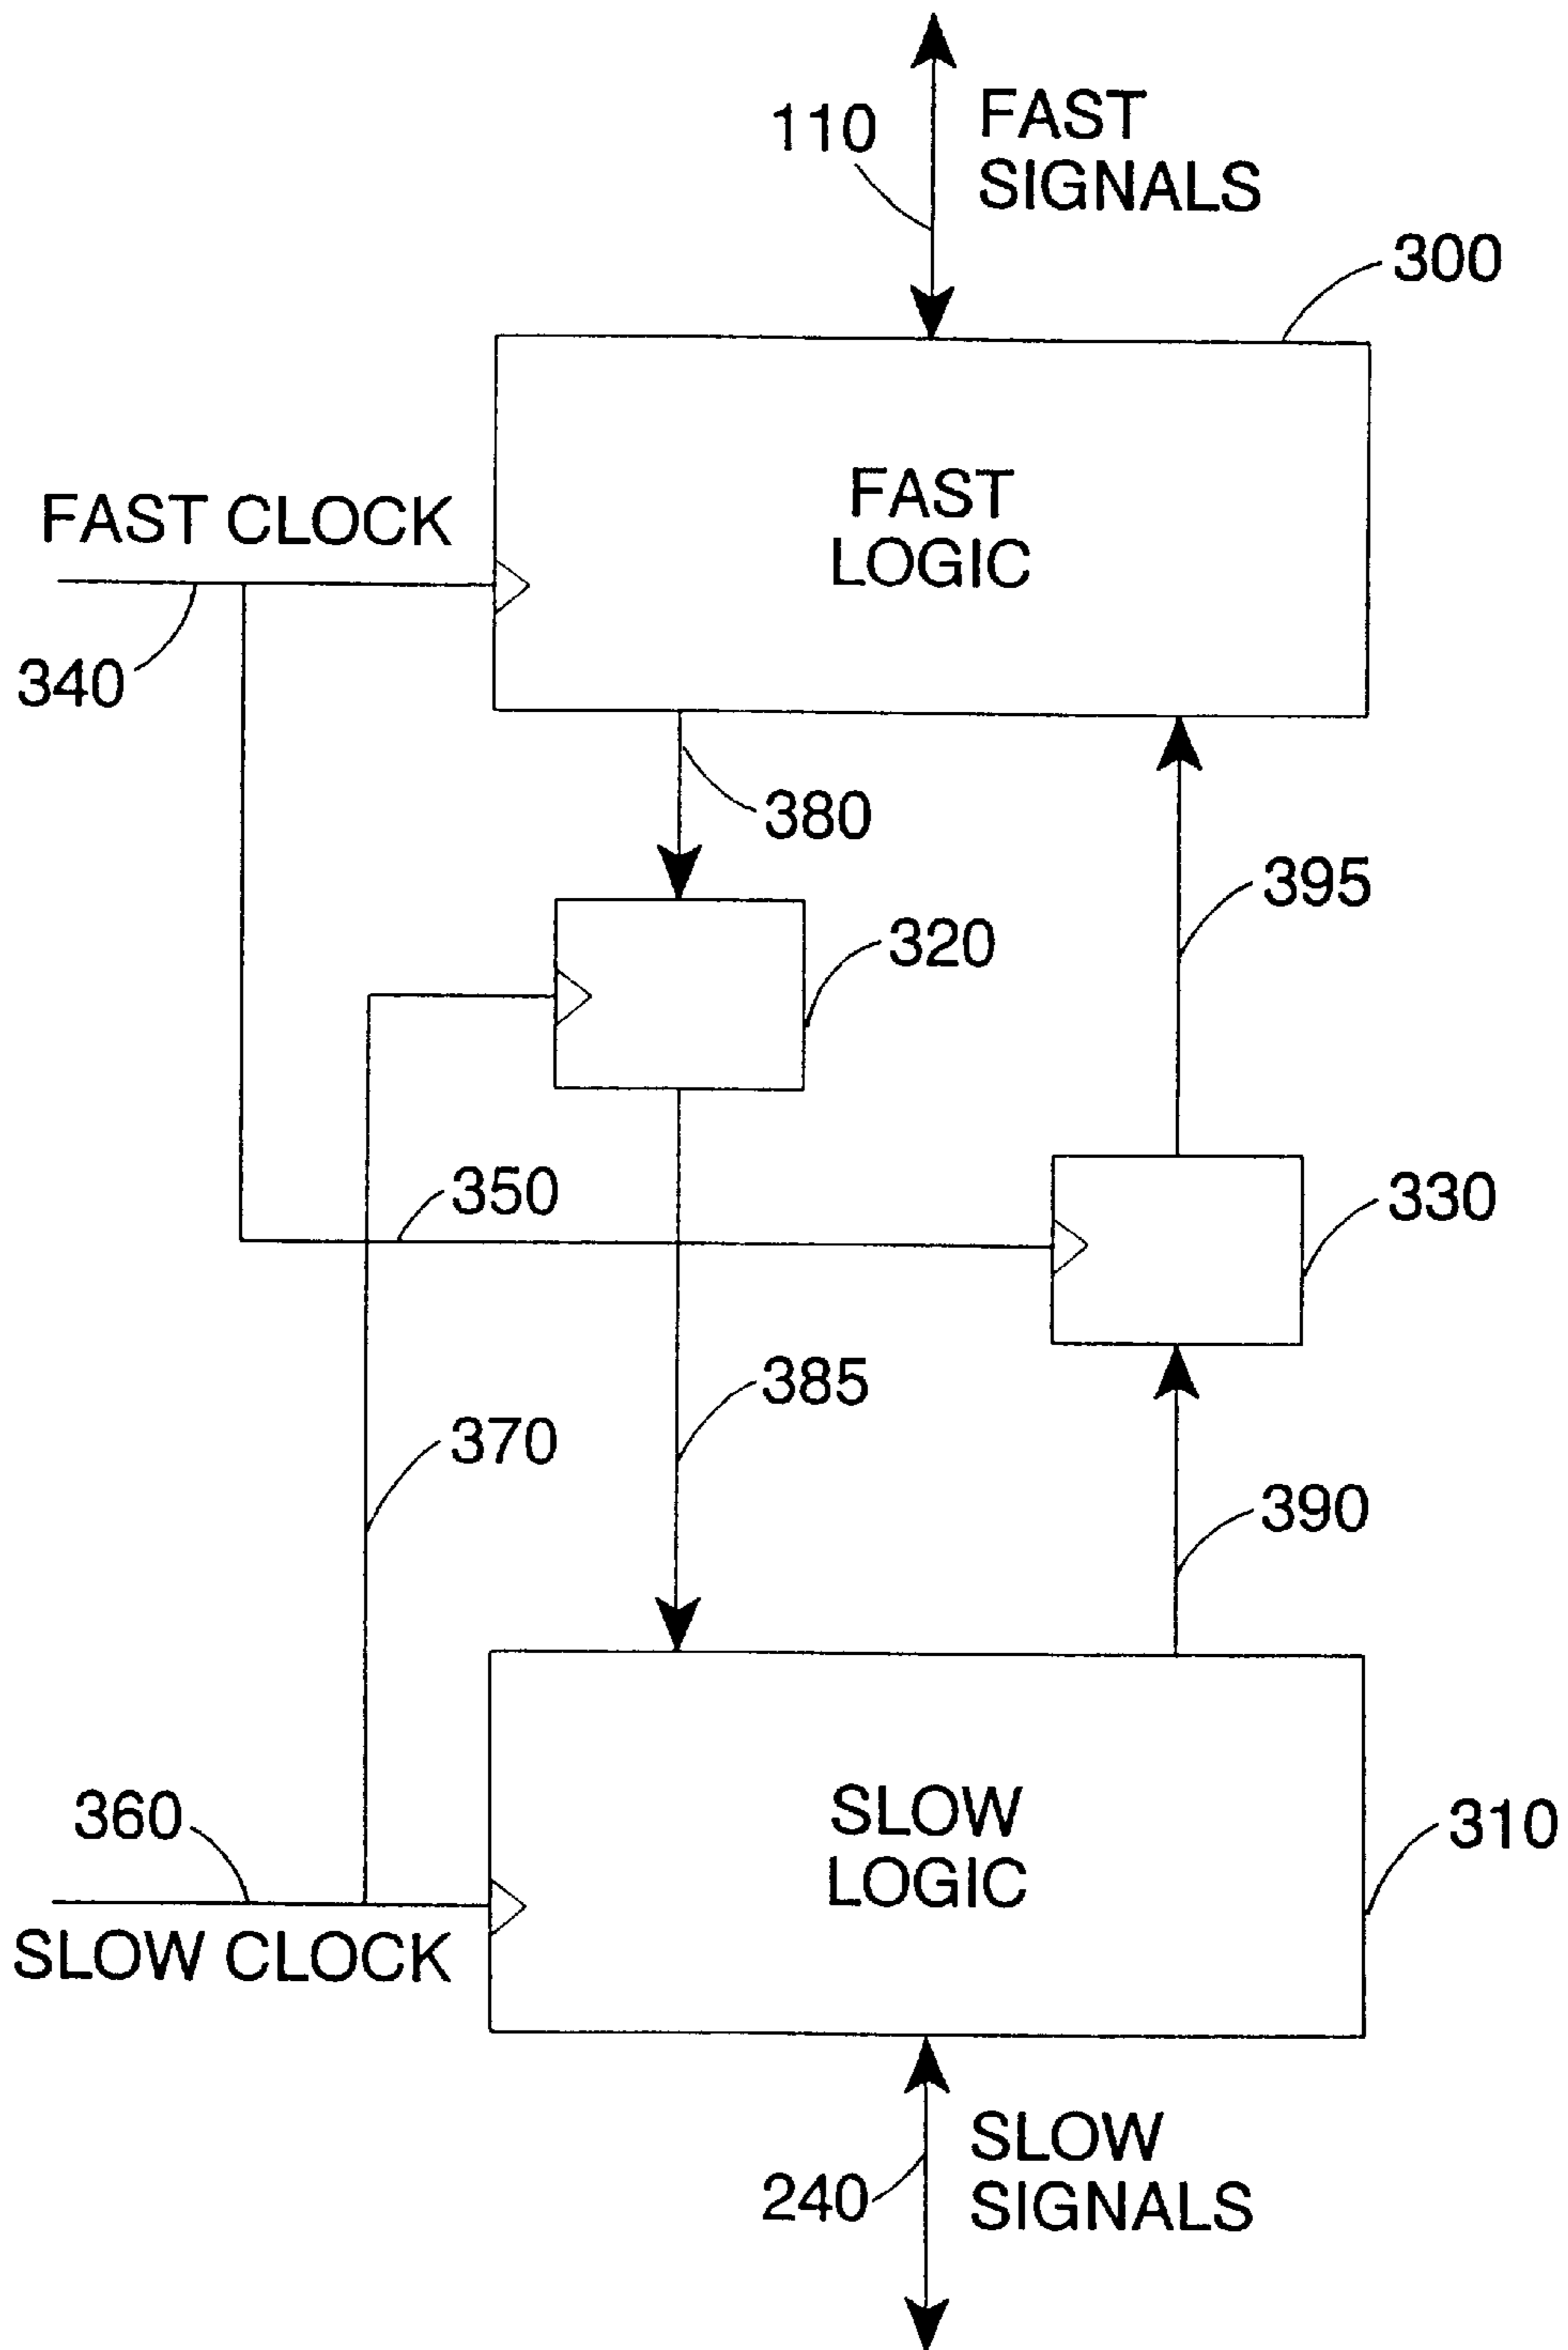 110
FAST
SIGNALS
300
FAST CLOCK
FAST
LOGIC
340
380
395
320
350
330
385
370
390
360
SLOW
LOGIC
310
SLOW CLOCK
240
SLOW
SIGNALS